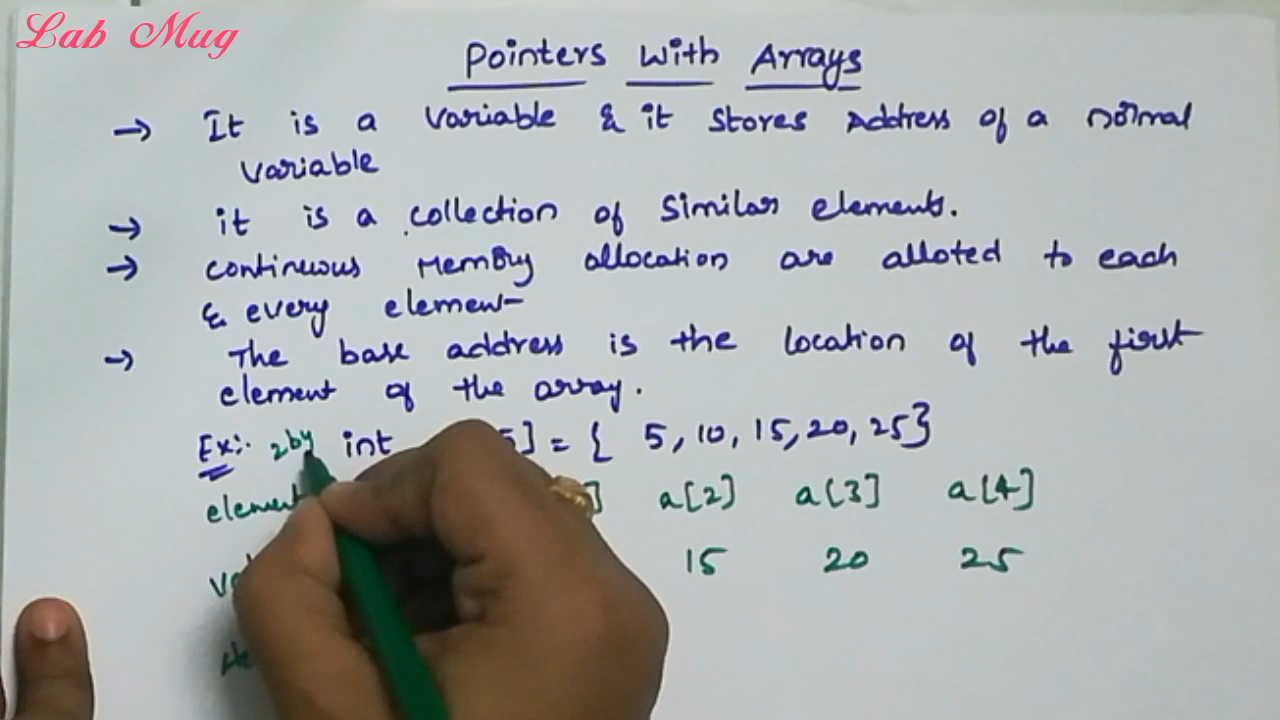 Lab Mug
Pointers With Arrays
→ It is a variable & it stores Address of a normal
variable
→ it is a collection of similar elements.
→ continuous Memory allocation are alloted to each
& every element
→ The base address is the location of the first
element of the array.
Ex:- 2by int 5] = { 5, 10, 15, 20, 25}
element ] a[2] a[3] a[4]
15 20 25